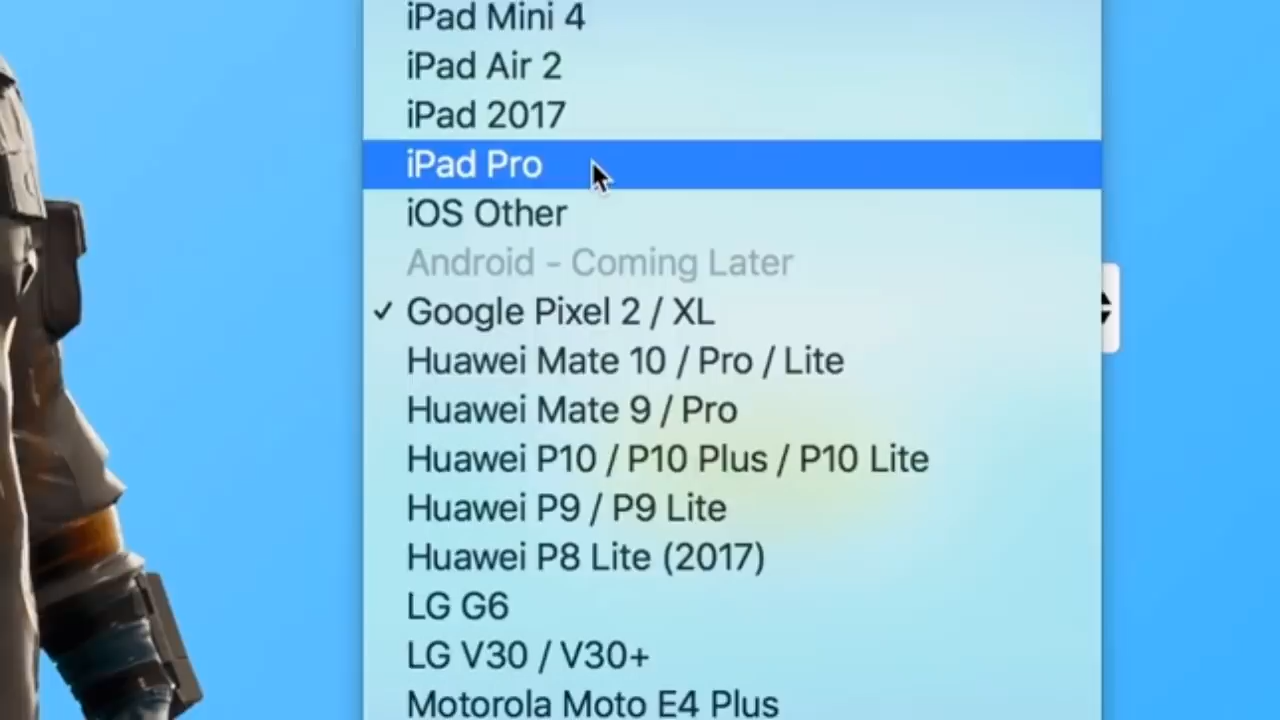 iPad Mini 4
iPad Air 2
iPad 2017
iPad Pro
iOS Other
Android - Coming Later
✓ Google Pixel 2 / XL
Huawei Mate 10 / Pro / Lite
Huawei Mate 9 / Pro
Huawei P10 / P10 Plus / P10 Lite
Huawei P9 / P9 Lite
Huawei P8 Lite (2017)
LG G6
LG V30 / V30+
Motorola Moto E4 Plus